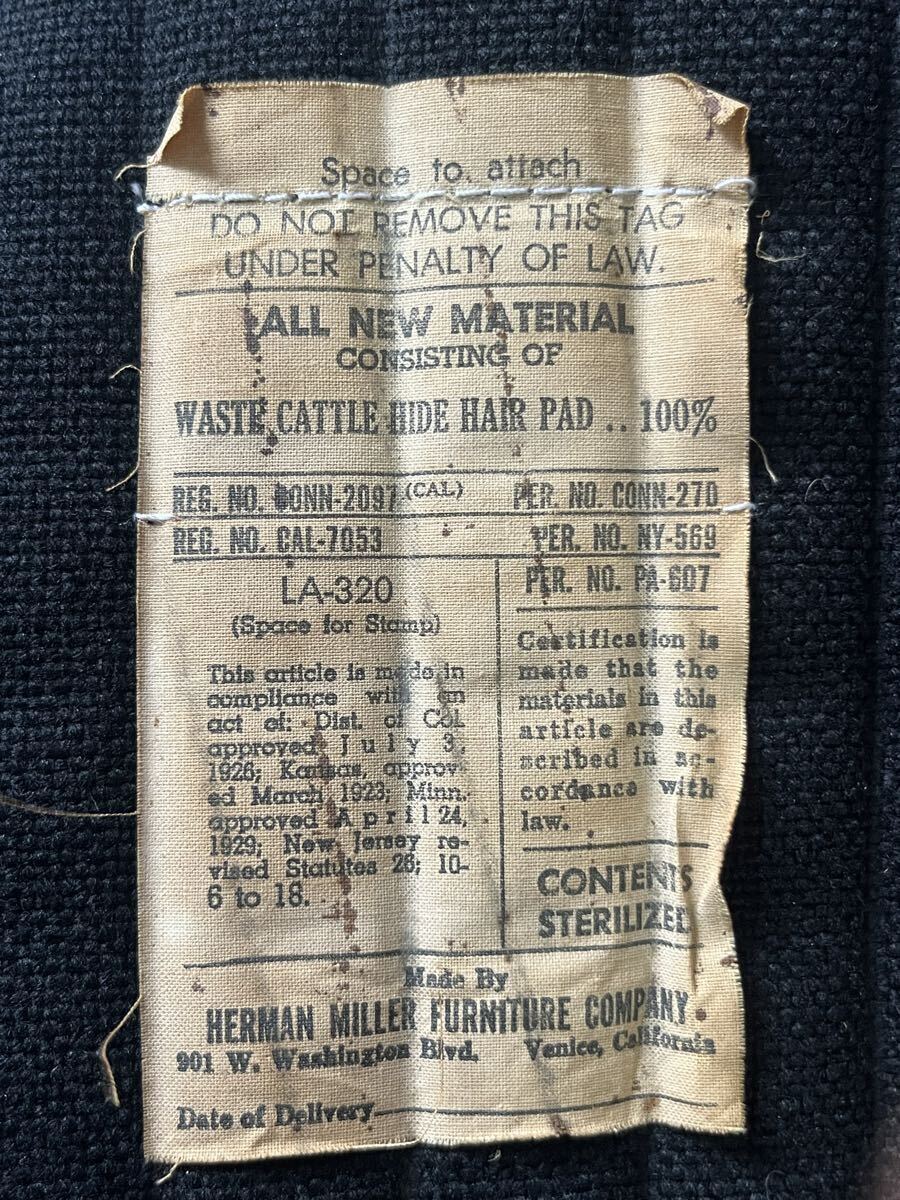 Space to attach
DO NOT REMOVE THIS TAG
UNDER PENALTY OF LAW.
ALL NEW MATERIAL
CONSISTING OF
WASTE CATTLE HIDE HAIR PAD .. 100%
REG. NO. CONN-2097 (CAL) PER. NO. CONN-270
REG. NO. CAL-7053 PER. NO. NY-569
PER. NO. PA-607
LA-320
(Space for Stamp)
This article is made in
compliance with an
act of: Dist. of Col.
approved July 3,
1926; Kansas, approv-
ed March 1923; Minn.
approved April 24,
1929; New Jersey re-
vised Statutes 26; 10-
6 to 18.
Certification is
made that the
materials in this
article are de-
scribed in ac-
cordance with
law.
CONTENTS
STERILIZED
Made By
HERMAN MILLER FURNITURE COMPANY
901 W. Washington Blvd. Venice, California
Date of Delivery